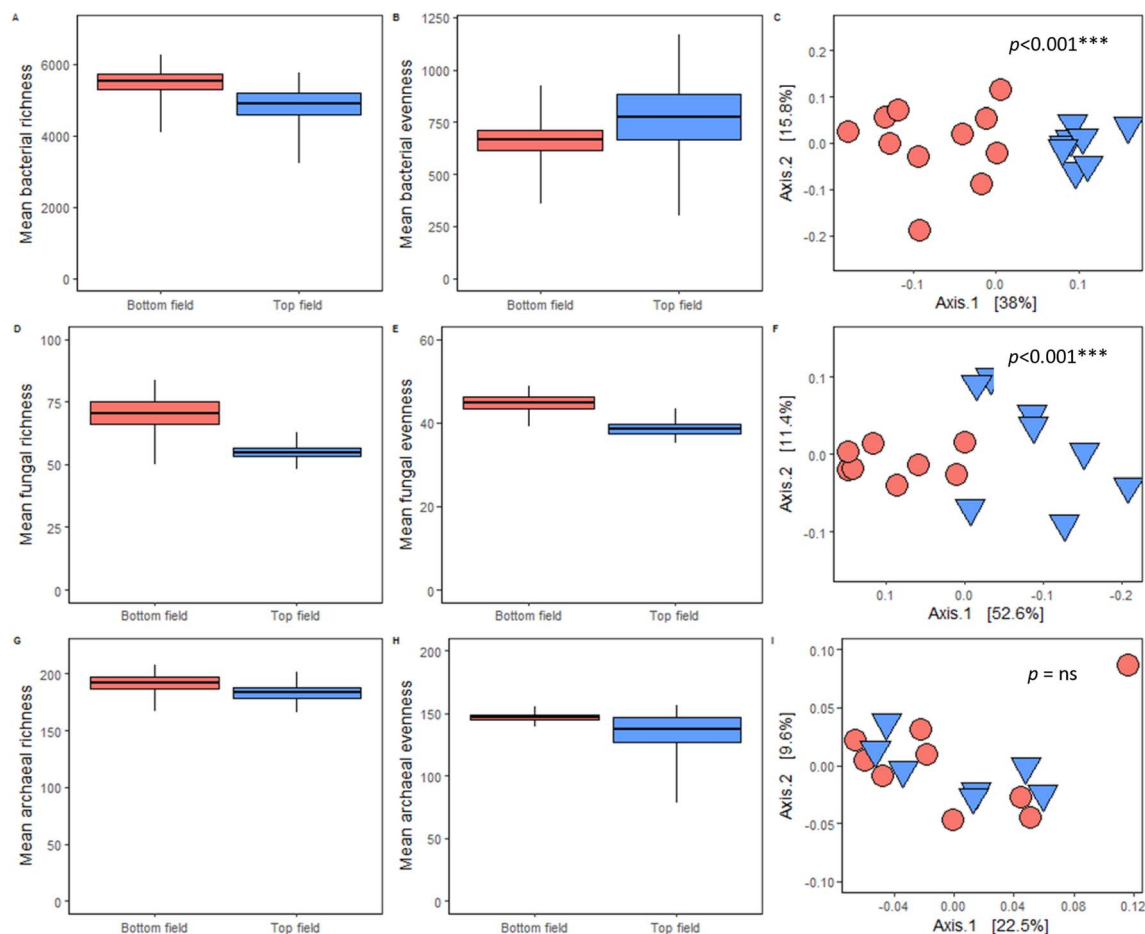 A
Mean bacterial richness
6000
4000
2000
0
Bottom field
Top field
B
Mean bacterial evenness
1250
1000
750
500
250
0
Bottom field
Top field
C
p<0.001***
Axis.2 [15.8%]
0.2
0.1
0.0
-0.1
-0.2
-0.1
0.0
0.1
Axis.1 [38%]
D
Mean fungal richness
100
75
50
25
0
Bottom field
Top field
E
Mean fungal evenness
60
40
20
0
Bottom field
Top field
F
p<0.001***
Axis.2 [11.4%]
0.1
0.0
-0.1
0.1
0.0
-0.1
-0.2
Axis.1 [52.6%]
G
Mean archaeal richness
200
150
100
50
0
Bottom field
Top field
H
Mean archaeal evenness
200
150
100
50
0
Bottom field
Top field
I
p = ns
Axis.2 [9.6%]
0.10
0.05
0.00
-0.05
-0.10
-0.04
0.00
0.04
0.08
0.12
Axis.1 [22.5%]